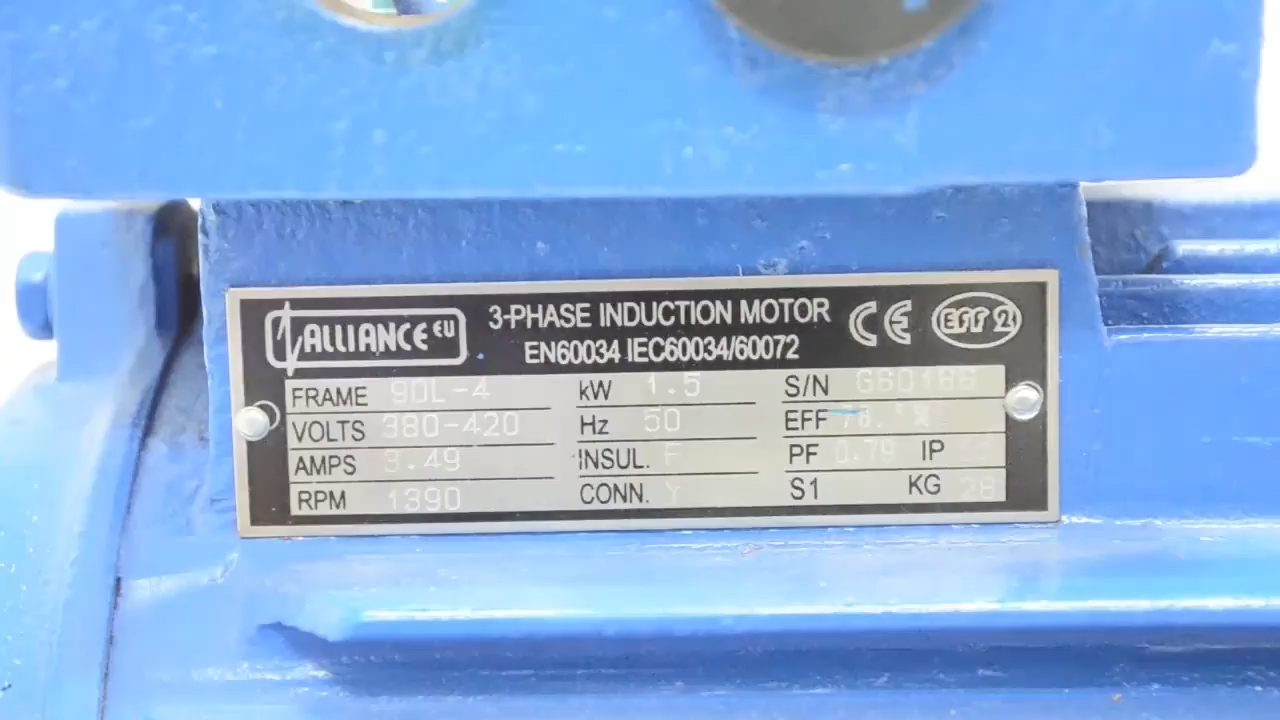 ALLIANCE EU
3-PHASE INDUCTION MOTOR
EN60034 IEC60034/60072
CE
EFF 2
FRAME 90L-4 kW 1.5 S/N G60166
VOLTS 380-420 Hz 50 EFF %
AMPS 3.49 INSUL. F PF 0.79 IP
RPM 1390 CONN. Y S1 KG 28